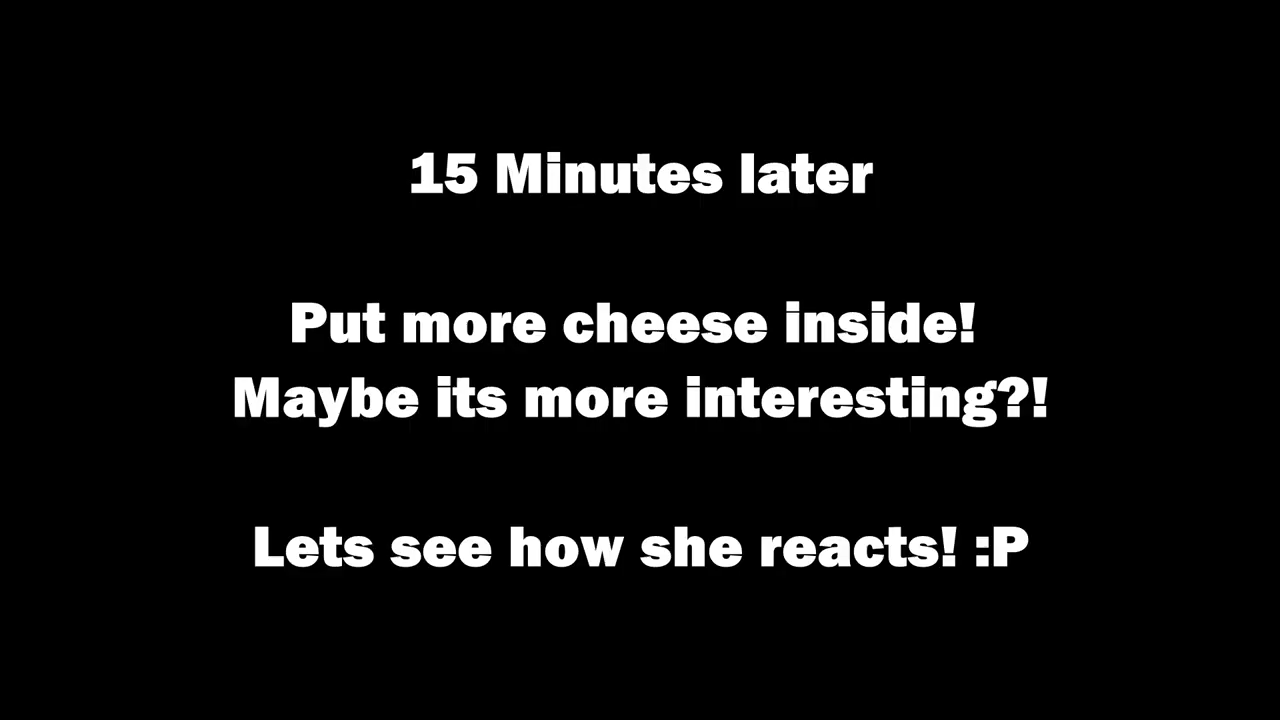 15 Minutes later
Put more cheese inside!
Maybe its more interesting?!
Lets see how she reacts! :P